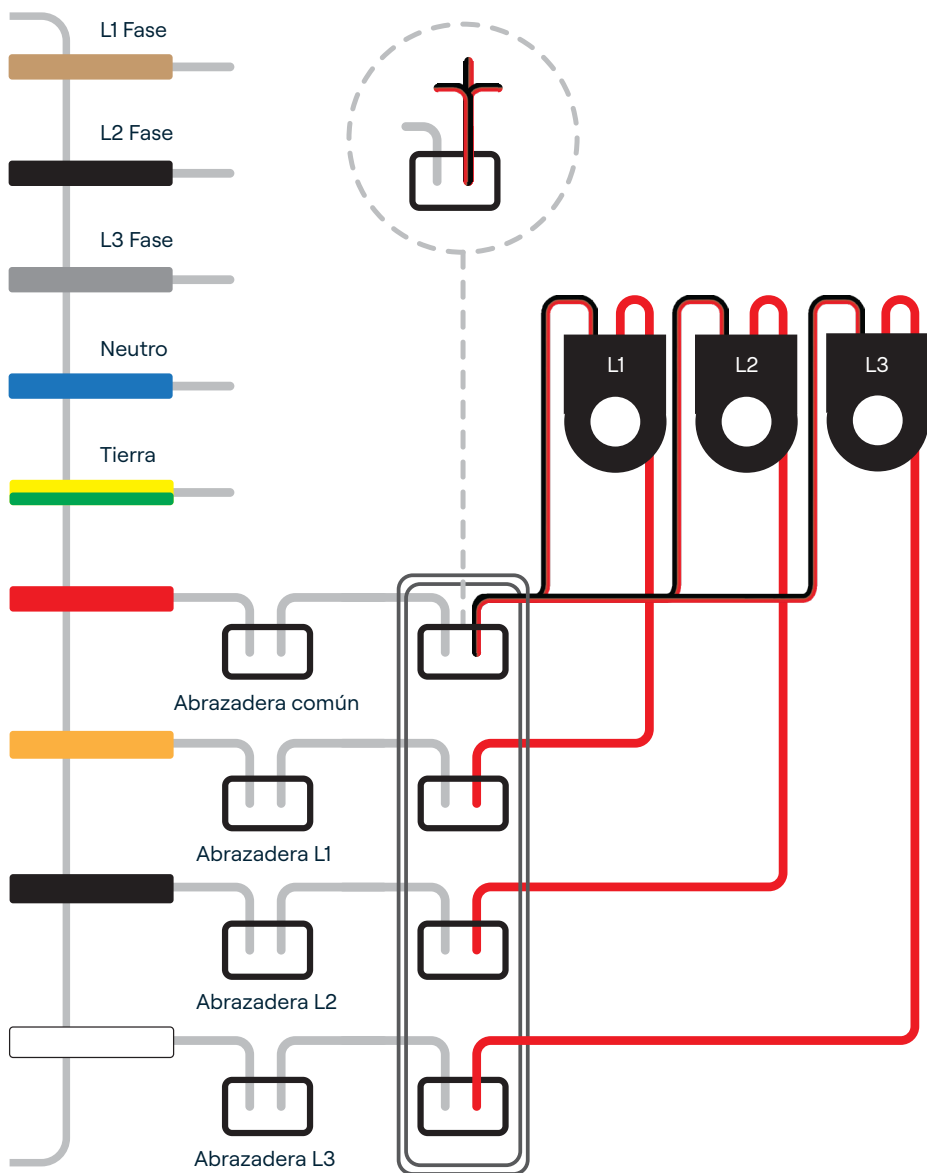 L1 Fase
L2 Fase
L3 Fase
Neutro
Tierra
L1
L2
L3
Abrazadera común
Abrazadera L1
Abrazadera L2
Abrazadera L3